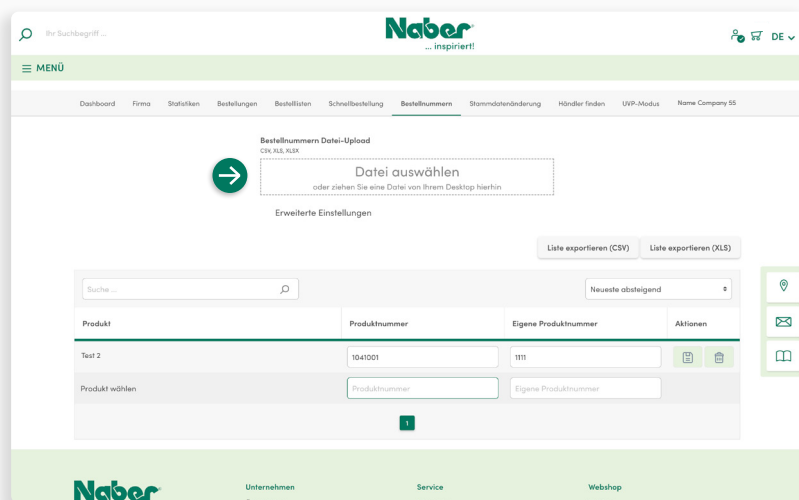 Ihr Suchbegriff ...
Naber
... inspiriert!
DE
MENÜ
Dashboard Firma Statistiken Bestellungen Bestelllisten Schnellbestellung Bestellnummern Stammdatenänderung Händler finden UVP-Modus Name Company 55
Bestellnummern Datei-Upload
CSV, XLS, XLSX
Datei auswählen
oder ziehen Sie eine Datei von Ihrem Desktop hierhin
Erweiterte Einstellungen
Liste exportieren (CSV) Liste exportieren (XLS)
Suche ... Neueste absteigend
Produkt Produktnummer Eigene Produktnummer Aktionen
Test 2 1041001 1111
Produkt wählen Produktnummer Eigene Produktnummer
1
Naber Unternehmen Service Webshop